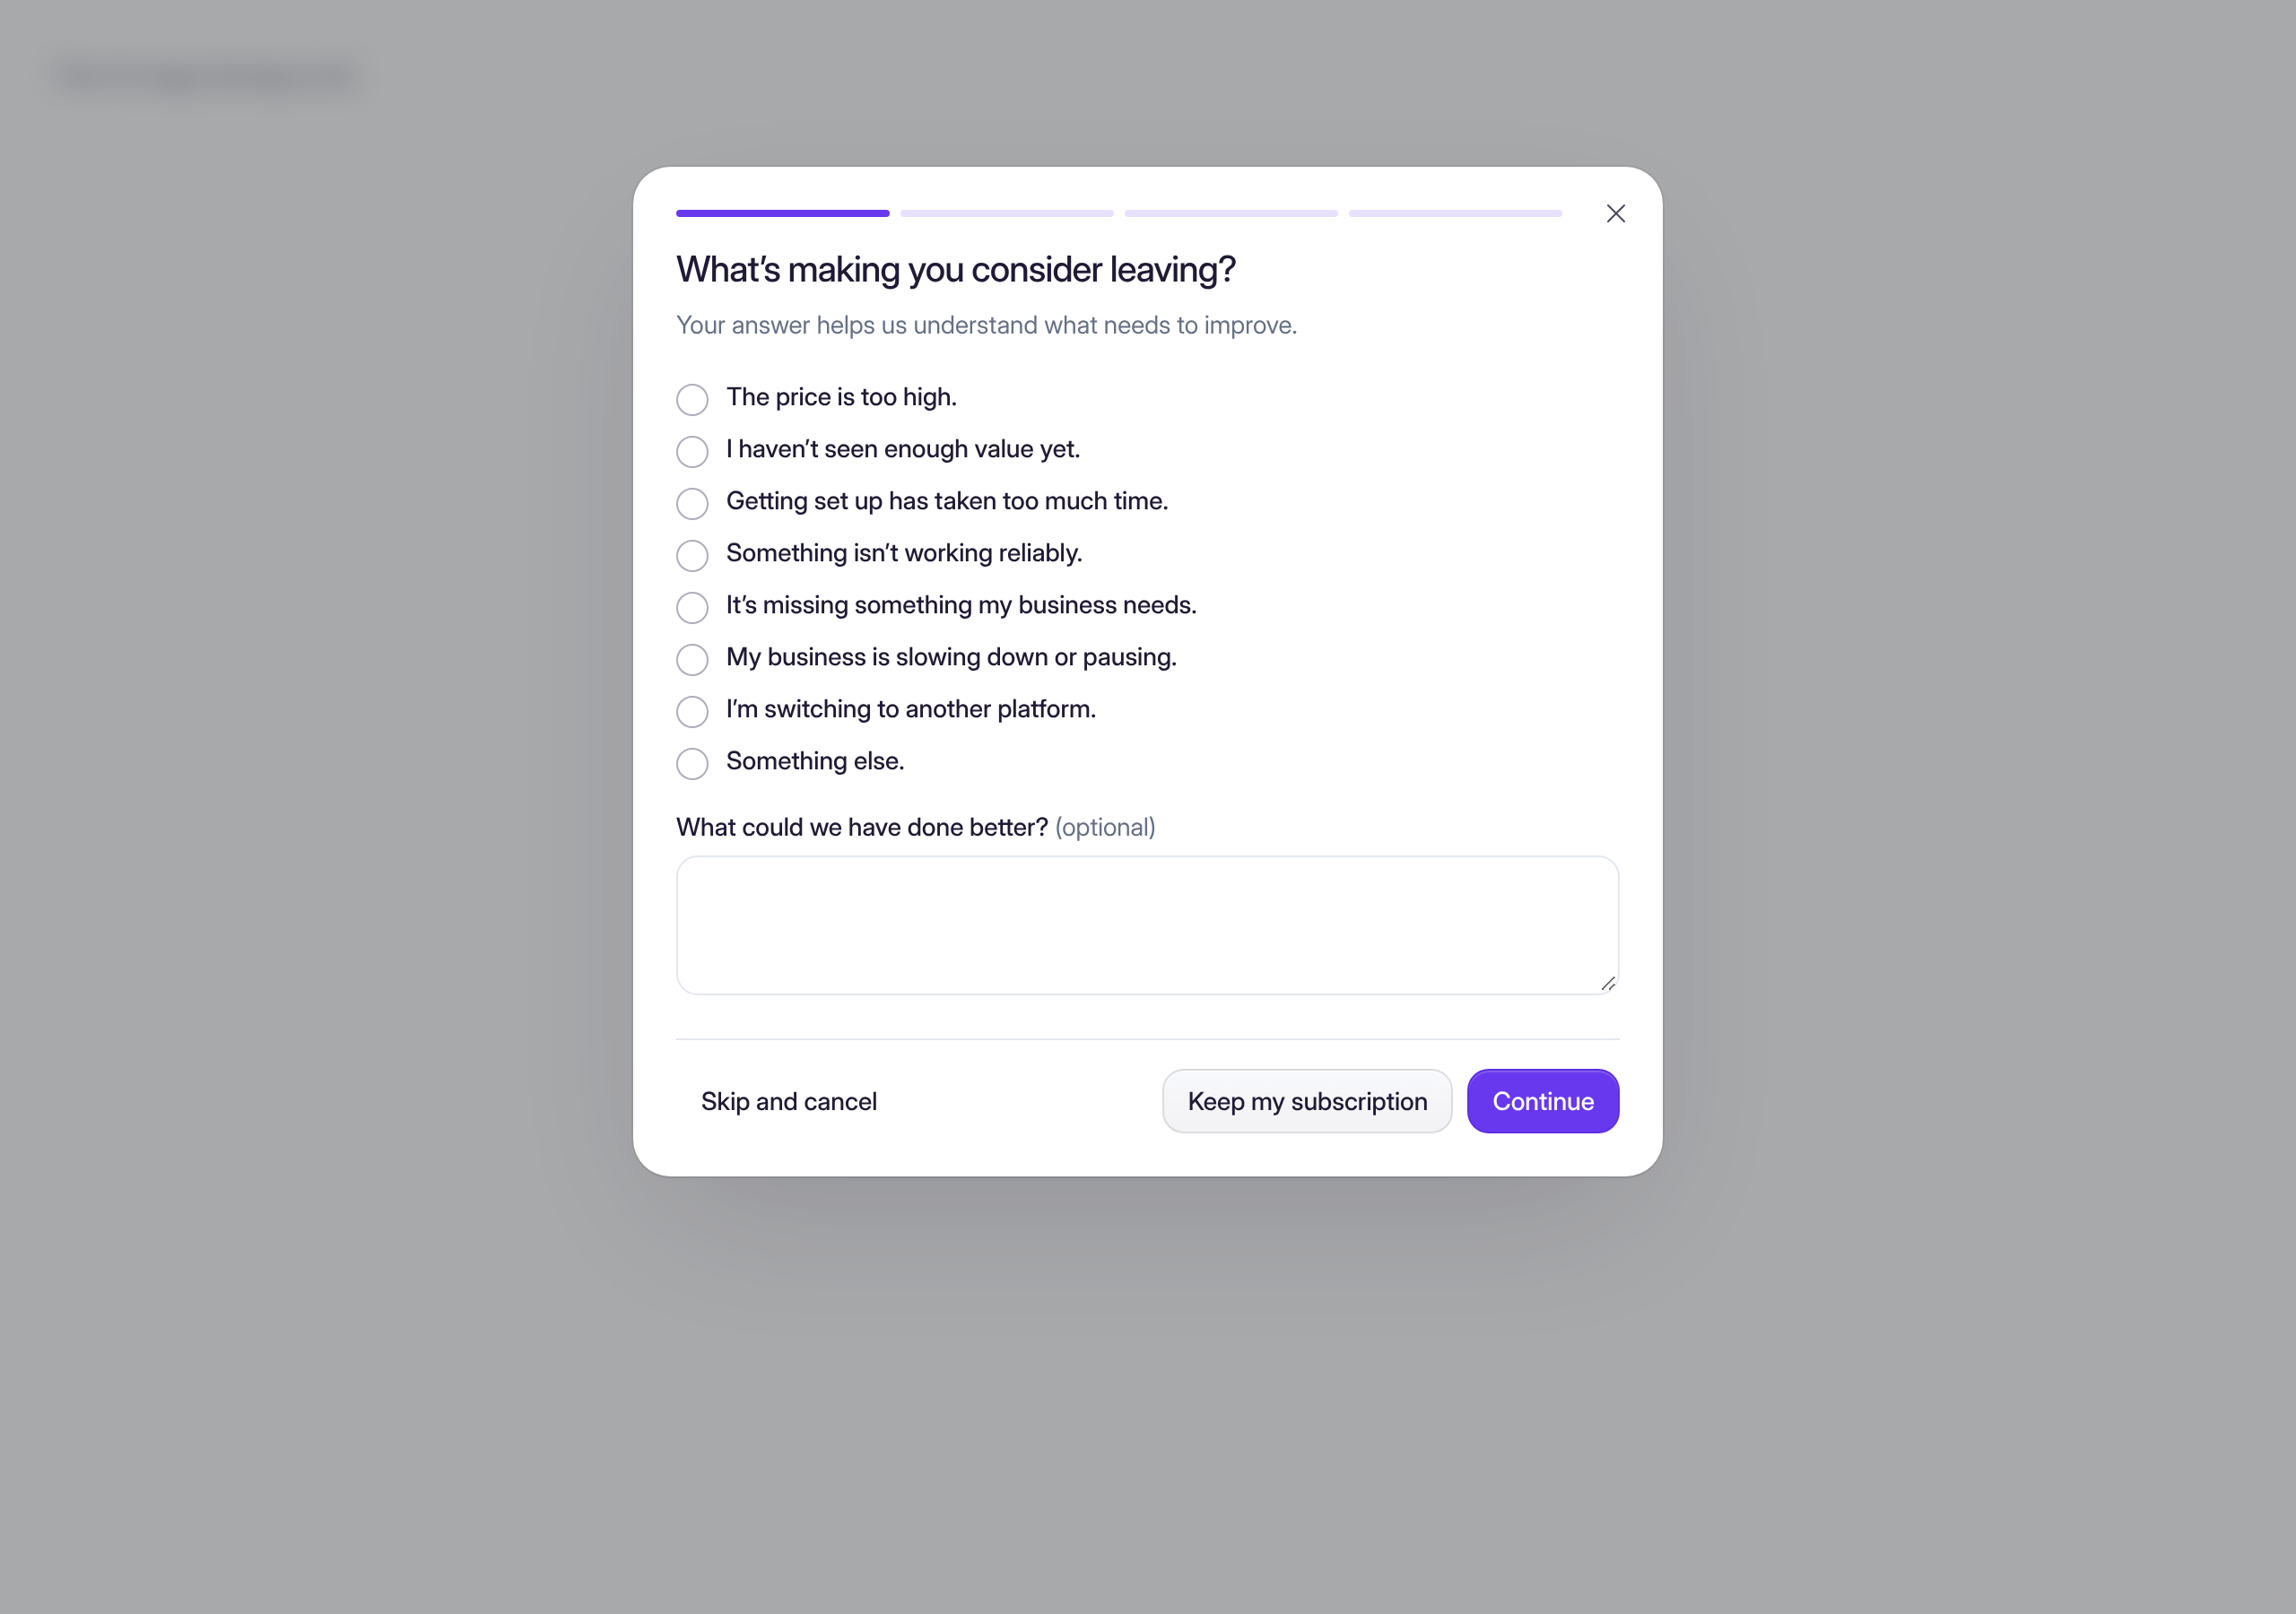 What’s making you consider leaving?
Your answer helps us understand what needs to improve.
The price is too high.
I haven’t seen enough value yet.
Getting set up has taken too much time.
Something isn’t working reliably.
It’s missing something my business needs.
My business is slowing down or pausing.
I’m switching to another platform.
Something else.
What could we have done better? (optional)
Skip and cancel
Keep my subscription
Continue